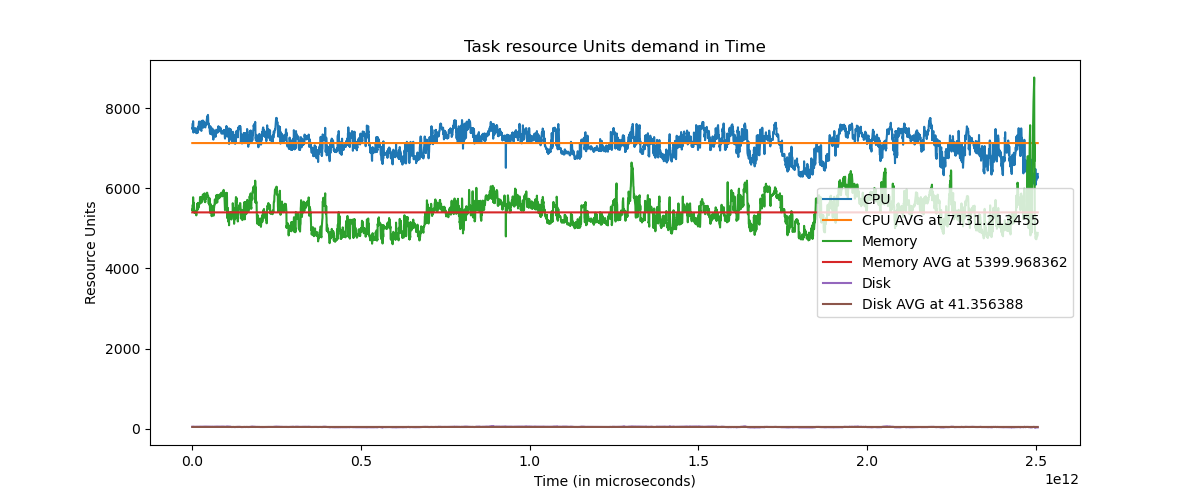 Task resource Units demand in Time
Resource Units
8000
6000
4000
2000
0
CPU
CPU AVG at 7131.213455
Memory
Memory AVG at 5399.968362
Disk
Disk AVG at 41.356388
0.0 0.5 1.0 1.5 2.0 2.5
1e12
Time (in microseconds)